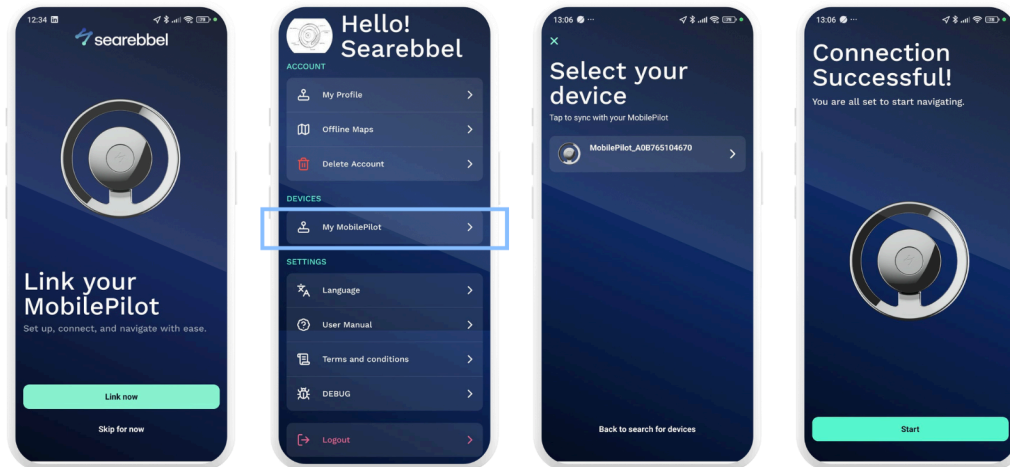 12:34
searebbel
Link your
MobilePilot
Set up, connect, and navigate with ease.
Link now
Skip for now
Hello!
Searebbel
ACCOUNT
My Profile
Offline Maps
Delete Account
DEVICES
My MobilePilot
SETTINGS
Language
User Manual
Terms and conditions
DEBUG
Logout
13:06
Select your
device
Tap to sync with your MobilePilot
MobilePilot_A0B765104670
Back to search for devices
13:06
Connection
Successful!
You are all set to start navigating.
Start